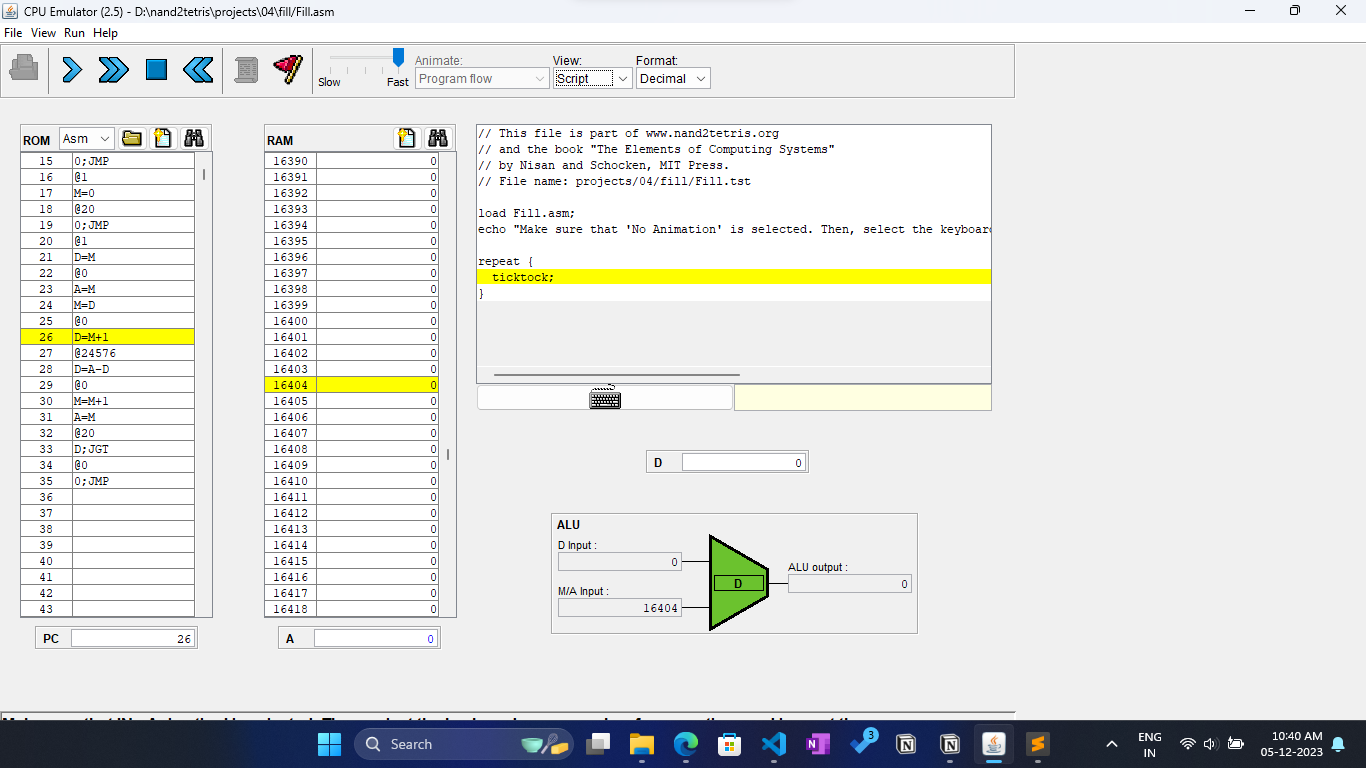 CPU Emulator (2.5) - D:\nand2tetris\projects\04\fill/Fill.asm
File View Run Help
Slow Fast
Animate:
Program flow
View:
Script
Format:
Decimal
ROM Asm
15 0;JMP
16 @1
17 M=0
18 @20
19 0;JMP
20 @1
21 D=M
22 @0
23 A=M
24 M=D
25 @0
26 D=M+1
27 @24576
28 D=A-D
29 @0
30 M=M+1
31 A=M
32 @20
33 D;JGT
34 @0
35 0;JMP
36
37
38
39
40
41
42
43
PC 26
RAM
16390 0
16391 0
16392 0
16393 0
16394 0
16395 0
16396 0
16397 0
16398 0
16399 0
16400 0
16401 0
16402 0
16403 0
16404 0
16405 0
16406 0
16407 0
16408 0
16409 0
16410 0
16411 0
16412 0
16413 0
16414 0
16415 0
16416 0
16417 0
16418 0
A 0
// This file is part of www.nand2tetris.org
// and the book "The Elements of Computing Systems"
// by Nisan and Schocken, MIT Press.
// File name: projects/04/fill/Fill.tst
load Fill.asm;
echo "Make sure that 'No Animation' is selected. Then, select the keyboar
repeat {
ticktock;
}
D 0
ALU
D Input :
0
M/A Input :
16404
D
ALU output :
0
Search
3
ENG
IN
10:40 AM
05-12-2023